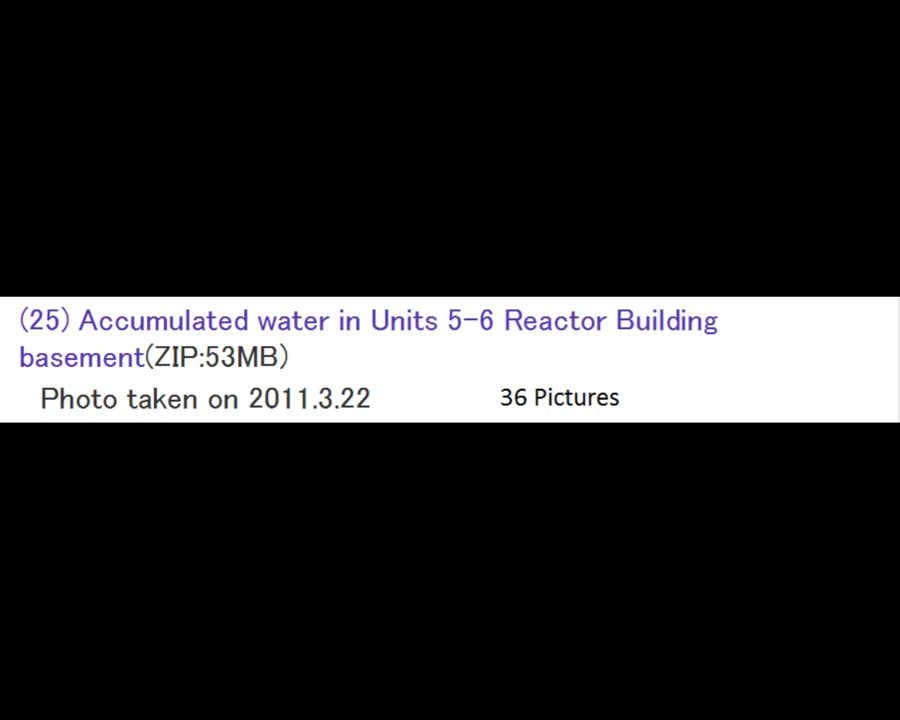 (25) Accumulated water in Units 5-6 Reactor Building
basement(ZIP:53MB)
Photo taken on 2011.3.22 36 Pictures